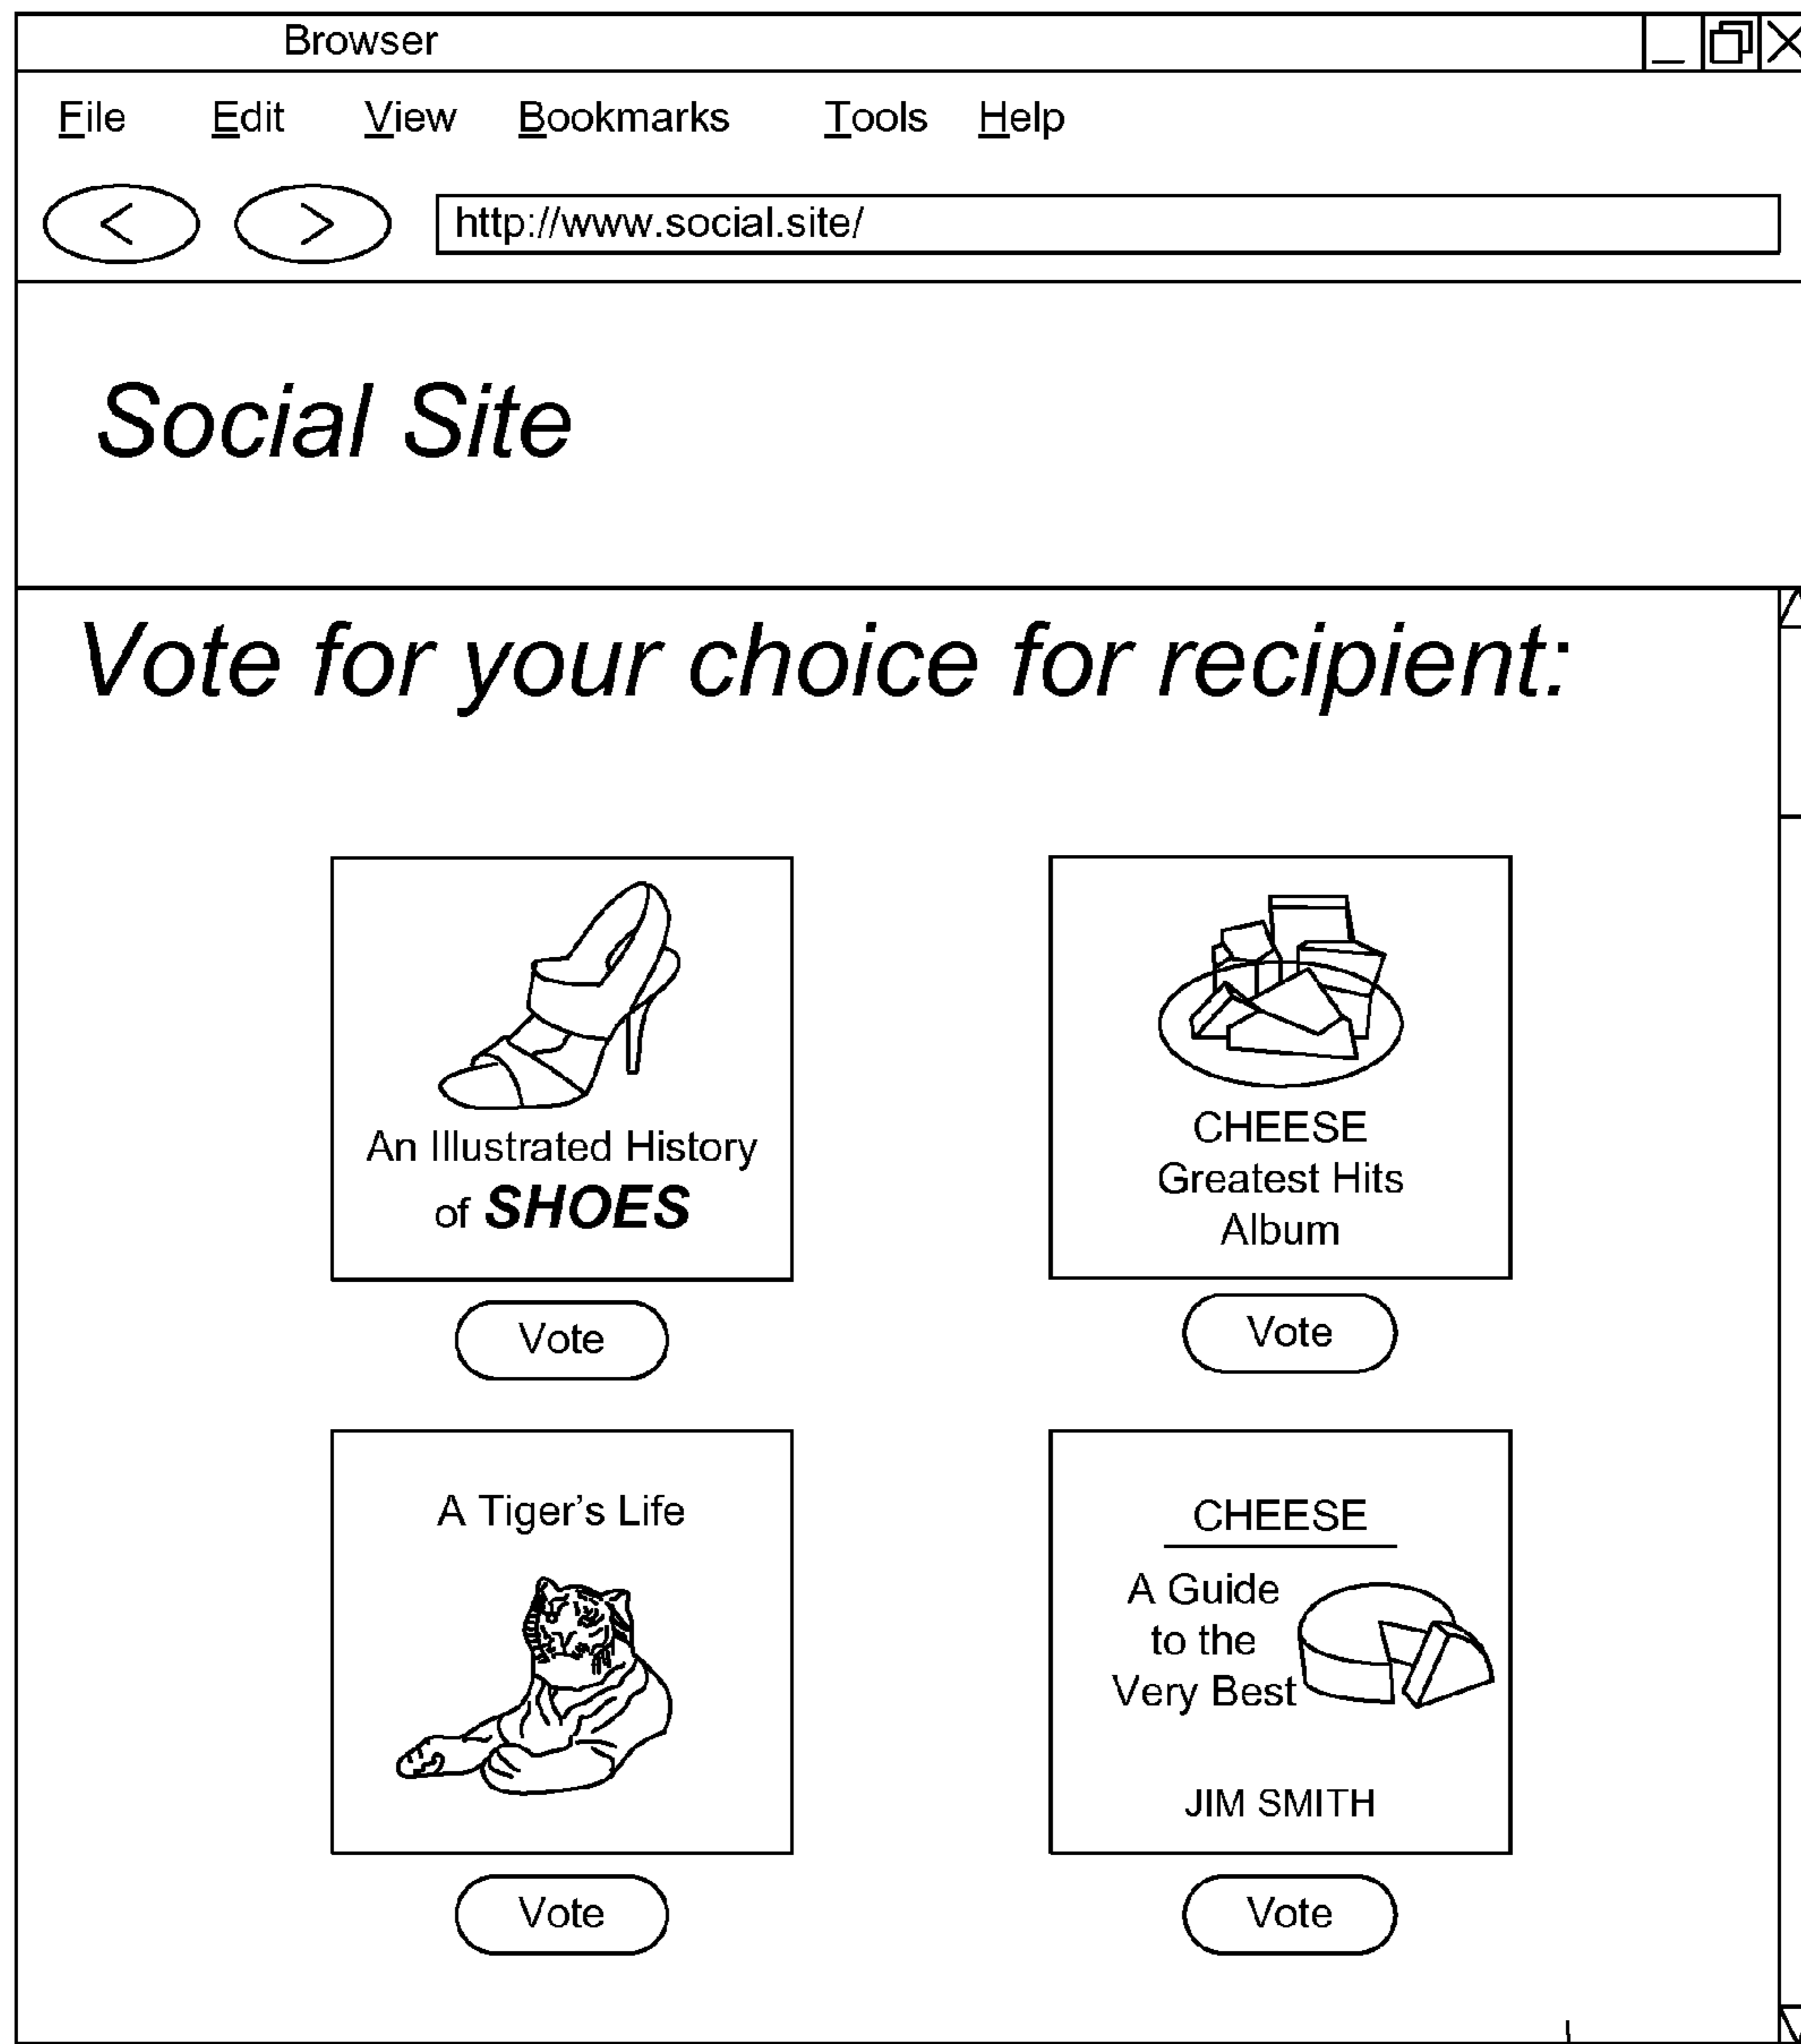 Browser
File Edit View Bookmarks Tools Help
< > http://www.social.site/
Social Site
Vote for your choice for recipient:
An Illustrated History
of SHOES
Vote
CHEESE
Greatest Hits
Album
Vote
A Tiger's Life
Vote
CHEESE
A Guide
to the
Very Best
JIM SMITH
Vote